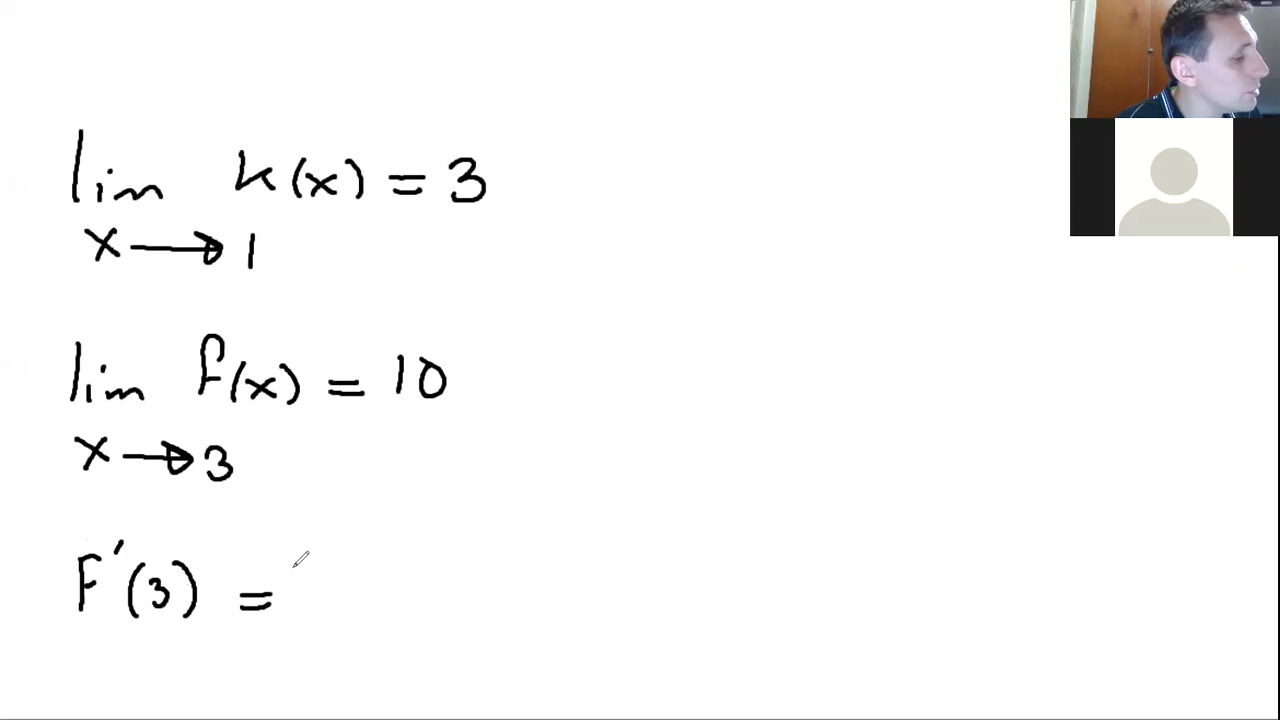 lim k(x) = 3
x → 1
lim f(x) = 10
x → 3
F'(3) =